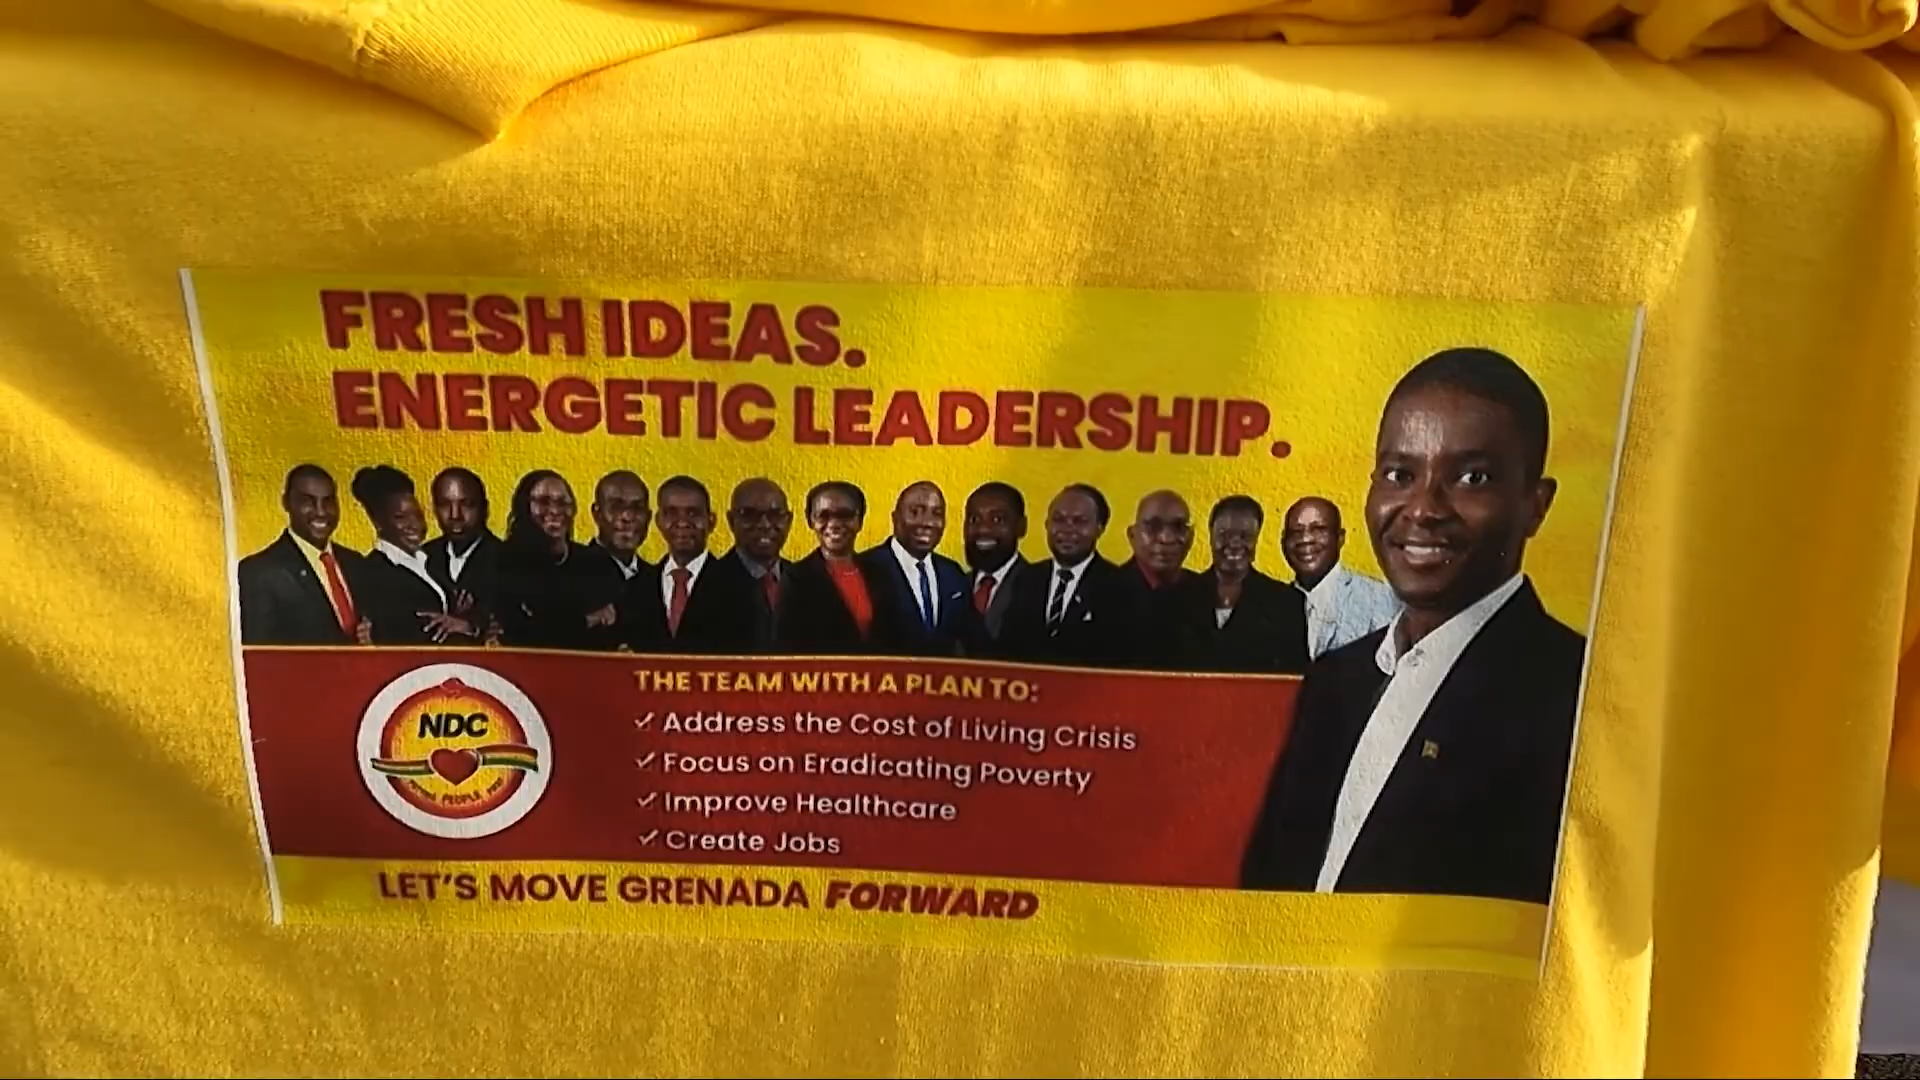 FRESH IDEAS.
ENERGETIC LEADERSHIP.
NDC
PEOPLE
THE TEAM WITH A PLAN TO:
✓ Address the Cost of Living Crisis
✓ Focus on Eradicating Poverty
✓ Improve Healthcare
✓ Create Jobs
LET'S MOVE GRENADA FORWARD